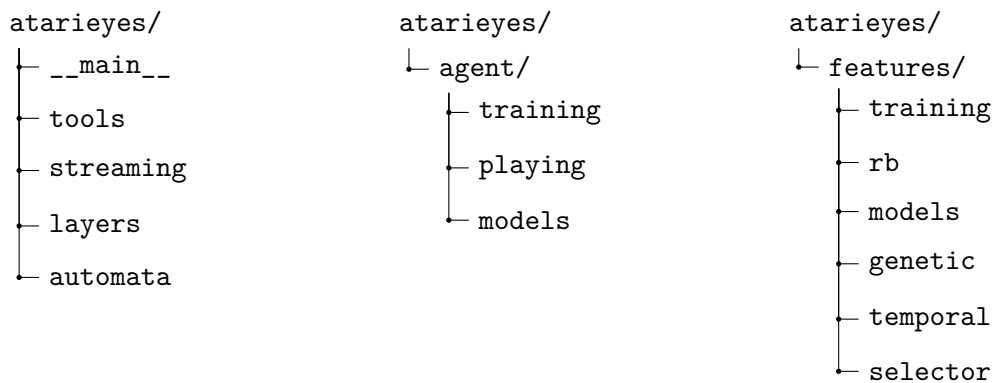 atarieyes/
__main__
tools
streaming
layers
automata
atarieyes/
agent/
training
playing
models
atarieyes/
features/
training
rb
models
genetic
temporal
selector